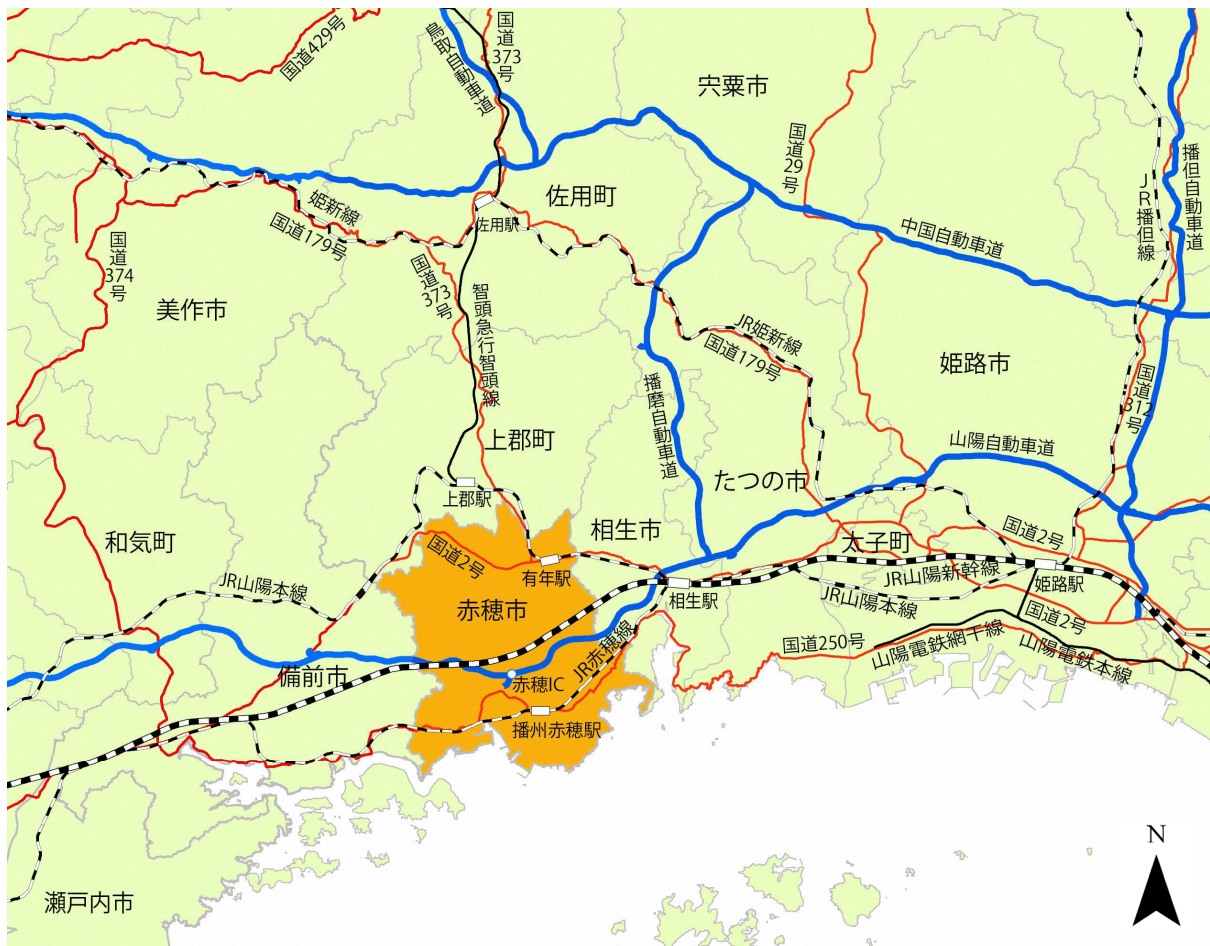 国道429号
鳥取自動車道
国道373号
宍粟市
国道29号
播但自動車道
JR播但線
佐用町
姫新線
国道179号
佐用駅
中国自動車道
国道374号
国道373号
美作市
智頭急行智頭線
JR姫新線
国道179号
姫路市
播磨自動車道
国道312号
上郡町
山陽自動車道
たつの市
上郡駅
和気町
国道2号
有年駅
相生市
太子町
国道2号
JR山陽新幹線
姫路駅
JR山陽本線
赤穂市
相生駅
JR山陽本線
国道2号
備前市
赤穂IC
JR赤穂線
国道250号
山陽電鉄網干線
山陽電鉄本線
播州赤穂駅
瀬戸内市
N